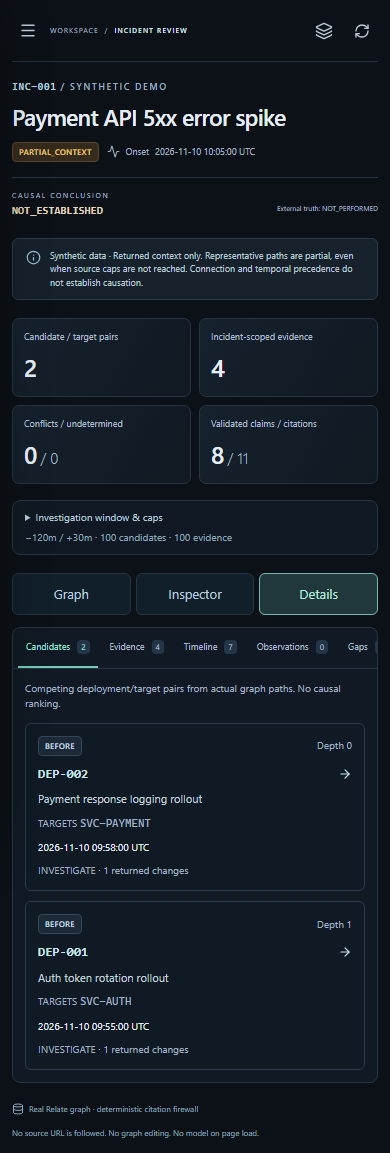 WORKSPACE / INCIDENT REVIEW
INC-001 / SYNTHETIC DEMO
Payment API 5xx error spike
PARTIAL_CONTEXT Onset 2026-11-10 10:05:00 UTC
CAUSAL CONCLUSION
NOT_ESTABLISHED External truth: NOT_PERFORMED
Synthetic data · Returned context only. Representative paths are partial, even
when source caps are not reached. Connection and temporal precedence do
not establish causation.
Candidate / target pairs
2
Incident-scoped evidence
4
Conflicts / undetermined
0 / 0
Validated claims / citations
8 / 11
Investigation window & caps
−120m / +30m · 100 candidates · 100 evidence
Graph Inspector Details
Candidates 2 Evidence 4 Timeline 7 Observations 0 Gaps
Competing deployment/target pairs from actual graph paths. No causal
ranking.
BEFORE Depth 0
DEP-002
Payment response logging rollout
TARGETS SVC-PAYMENT
2026-11-10 09:58:00 UTC
INVESTIGATE · 1 returned changes
BEFORE Depth 1
DEP-001
Auth token rotation rollout
TARGETS SVC-AUTH
2026-11-10 09:55:00 UTC
INVESTIGATE · 1 returned changes
Real Relate graph · deterministic citation firewall
No source URL is followed. No graph editing. No model on page load.